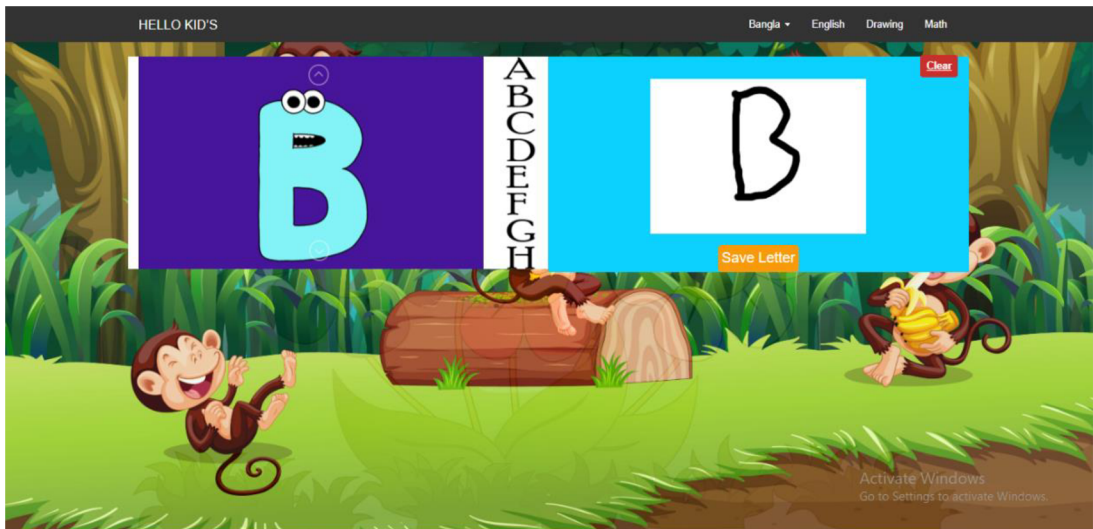 HELLO KID'S
Bangla English Drawing Math
Clear
B
A
B
C
D
E
F
G
H
B
Save Letter
Activate Windows
Go to Settings to activate Windows.